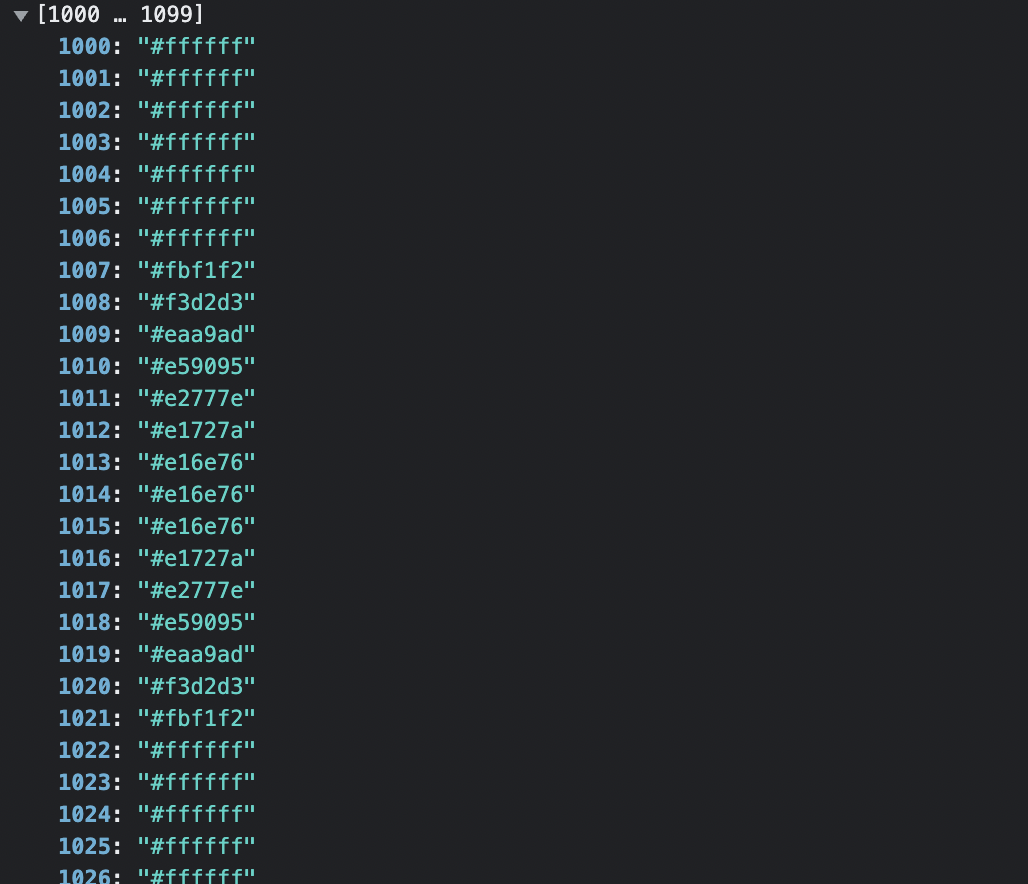 [1000 … 1099]
1000: "#ffffff"
1001: "#ffffff"
1002: "#ffffff"
1003: "#ffffff"
1004: "#ffffff"
1005: "#ffffff"
1006: "#ffffff"
1007: "#fbf1f2"
1008: "#f3d2d3"
1009: "#eaa9ad"
1010: "#e59095"
1011: "#e2777e"
1012: "#e1727a"
1013: "#e16e76"
1014: "#e16e76"
1015: "#e16e76"
1016: "#e1727a"
1017: "#e2777e"
1018: "#e59095"
1019: "#eaa9ad"
1020: "#f3d2d3"
1021: "#fbf1f2"
1022: "#ffffff"
1023: "#ffffff"
1024: "#ffffff"
1025: "#ffffff"
1026: "#ffffff"